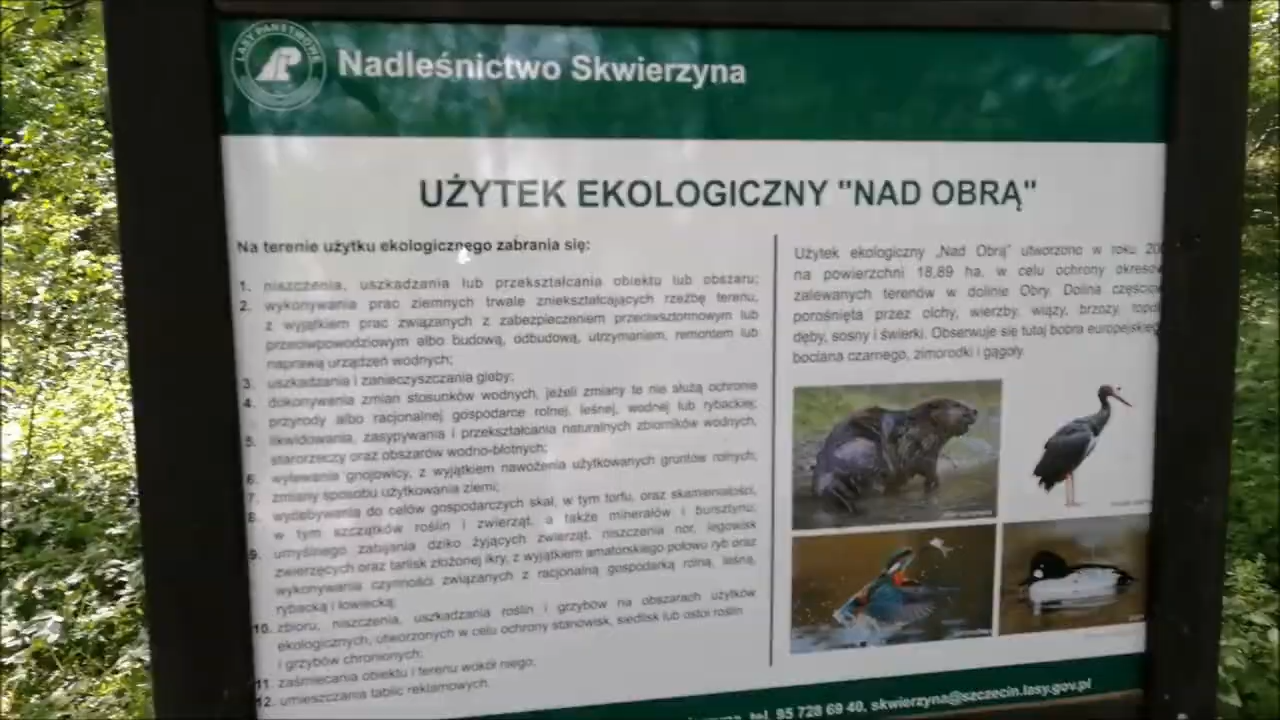 LASY PAŃSTWOWE
Nadleśnictwo Skwierzyna
UŻYTEK EKOLOGICZNY "NAD OBRĄ"
Na terenie użytku ekologicznego zabrania się:
1. niszczenia, uszkadzania lub przekształcania obiektu lub obszaru;
2. wykonywania prac ziemnych trwale zniekształcających rzeźbę terenu,
z wyjątkiem prac związanych z zabezpieczeniem przeciwsztormowym lub
przeciwpowodziowym albo budową, odbudową, utrzymaniem, remontem lub
naprawą urządzeń wodnych;
3. uszkadzania i zanieczyszczania gleby;
4. dokonywania zmian stosunków wodnych, jeżeli zmiany te nie służą ochronie
przyrody albo racjonalnej gospodarce rolnej, leśnej, wodnej lub rybackiej;
5. likwidowania, zasypywania i przekształcania naturalnych zbiorników wodnych,
starorzeczy oraz obszarów wodno-błotnych;
6. wylewania gnojowicy, z wyjątkiem nawożenia użytkowanych gruntów rolnych;
7. zmiany sposobu użytkowania ziemi;
8. wydobywania do celów gospodarczych skał, w tym torfu, oraz skamieniałości,
w tym szczątków roślin i zwierząt, a także minerałów i bursztynu;
9. umyślnego zabijania dziko żyjących zwierząt, niszczenia nor, legowisk
zwierzęcych oraz tarlisk złożonej ikry, z wyjątkiem amatorskiego połowu ryb oraz
wykonywania czynności związanych z racjonalną gospodarką rolną, leśną,
rybacką i łowiecką;
10. zbioru, niszczenia, uszkadzania roślin i grzybów na obszarach użytków
ekologicznych, utworzonych w celu ochrony stanowisk, siedlisk lub ostoi roślin
i grzybów chronionych;
11. zaśmiecania obiektu i terenu wokół niego;
12. umieszczania tablic reklamowych.
Użytek ekologiczny „Nad Obrą” utworzono w roku 20
na powierzchni 18,89 ha, w celu ochrony okresow
zalewanych terenów w dolinie Obry. Dolina częściow
porośnięta przez olchy, wierzby, wiązy, brzozy, topol
dęby, sosny i świerki. Obserwuje się tutaj bobra europejskieg
bociana czarnego, zimorodki i gągoły.
tel. 95 728 69 40, skwierzyna@szczecin.lasy.gov.pl